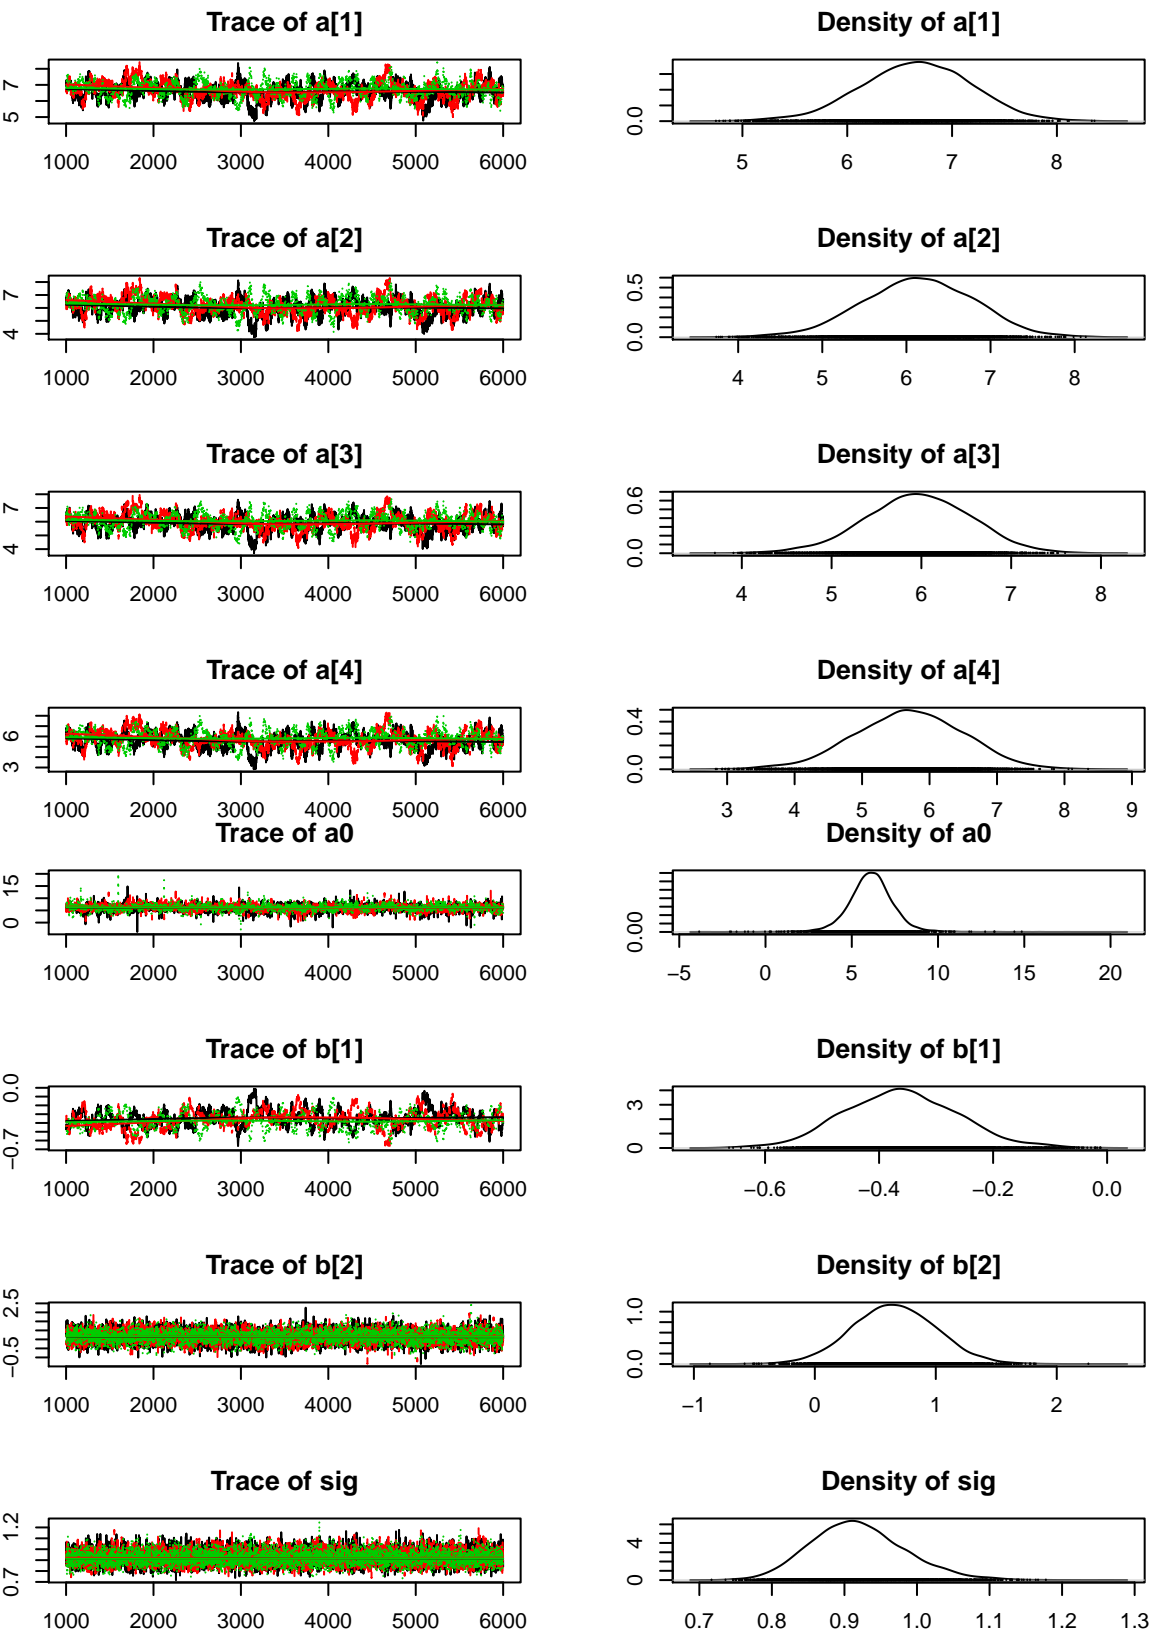 Trace of a[1] Density of a[1]
5 7 0.0
1000 2000 3000 4000 5000 6000 5 6 7 8
Trace of a[2] Density of a[2]
4 7 0.0 0.5
1000 2000 3000 4000 5000 6000 4 5 6 7 8
Trace of a[3] Density of a[3]
4 7 0.0 0.6
1000 2000 3000 4000 5000 6000 4 5 6 7 8
Trace of a[4] Density of a[4]
3 6 0.0 0.4
1000 2000 3000 4000 5000 6000 3 4 5 6 7 8 9
Trace of a0 Density of a0
0 15 0.00
1000 2000 3000 4000 5000 6000 −5 0 5 10 15 20
Trace of b[1] Density of b[1]
−0.7 0.0 0 3
1000 2000 3000 4000 5000 6000 −0.6 −0.4 −0.2 0.0
Trace of b[2] Density of b[2]
−0.5 2.5 0.0 1.0
1000 2000 3000 4000 5000 6000 −1 0 1 2
Trace of sig Density of sig
0.7 1.2 0 4
1000 2000 3000 4000 5000 6000 0.7 0.8 0.9 1.0 1.1 1.2 1.3